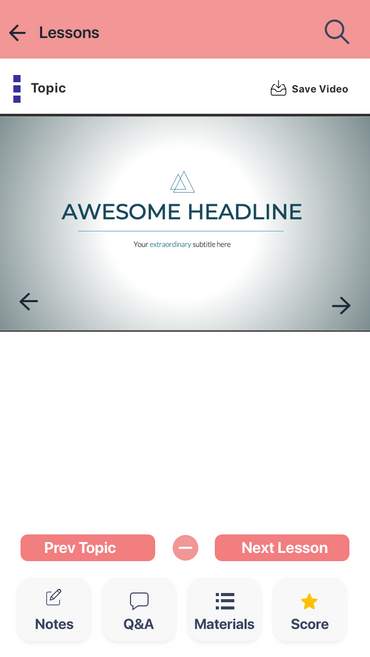 Lessons
Topic
Save Video
AWESOME HEADLINE
Your extraordinary subtitle here
Prev Topic
Next Lesson
Notes
Q&A
Materials
Score